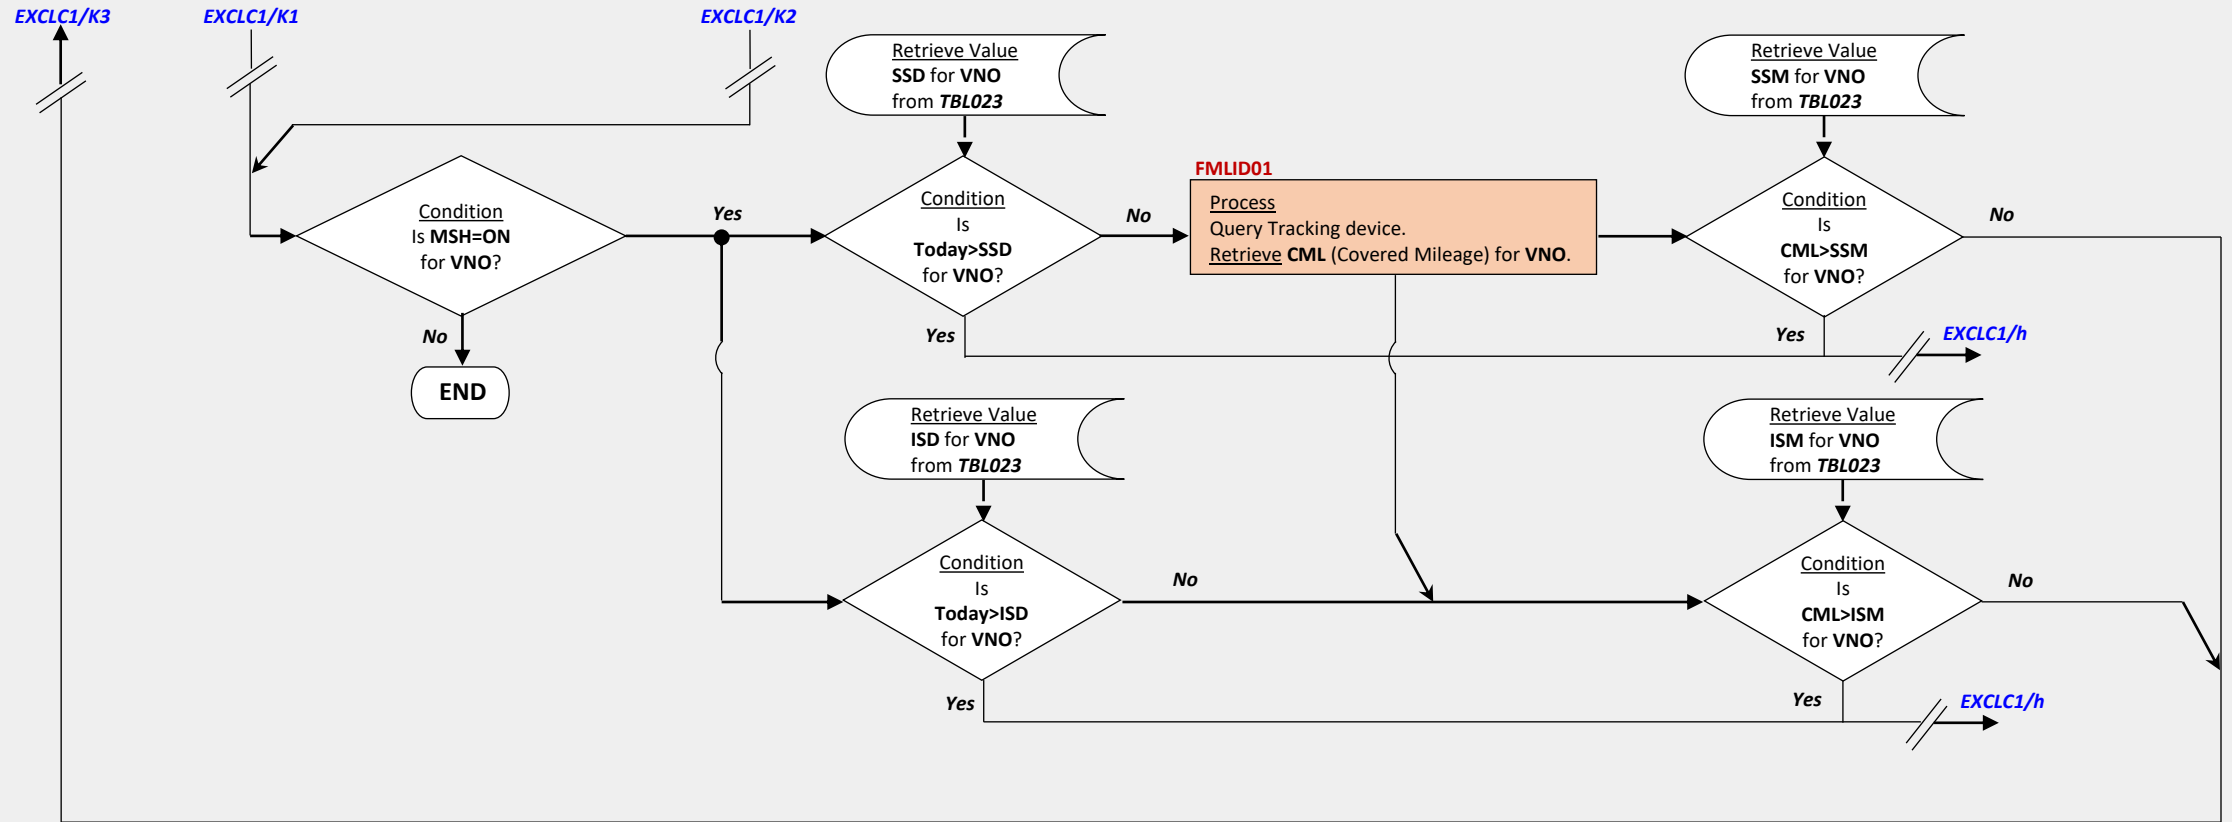 EXCLC1/K3
EXCLC1/K1
EXCLC1/K2
Retrieve Value
SSD for VNO
from TBL023
Retrieve Value
SSM for VNO
from TBL023
Condition
Is MSH=ON
for VNO?
Yes
No
END
Condition
Is
Today>SSD
for VNO?
No
Yes
FMLID01
Process
Query Tracking device.
Retrieve CML (Covered Mileage) for VNO.
Condition
Is
CML>SSM
for VNO?
No
Yes
EXCLC1/h
Retrieve Value
ISD for VNO
from TBL023
Retrieve Value
ISM for VNO
from TBL023
Condition
Is
Today>ISD
for VNO?
No
Yes
Condition
Is
CML>ISM
for VNO?
No
Yes
EXCLC1/h